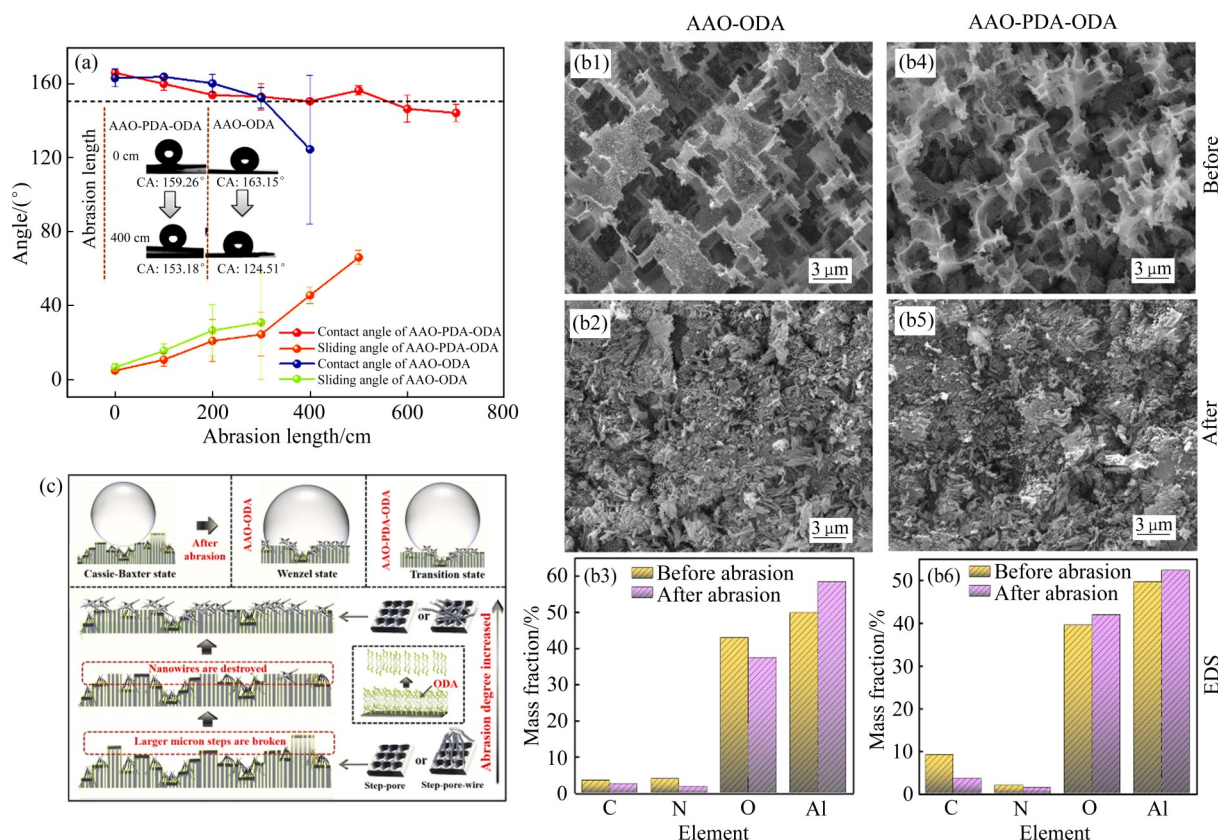 (a)
160
120
80
40
0
Angle/(°)
0
200
400
600
800
Abrasion length/cm
Abrasion length
AAO-PDA-ODA
AAO-ODA
0 cm
CA: 159.26°
CA: 163.15°
400 cm
CA: 153.18°
CA: 124.51°
Contact angle of AAO-PDA-ODA
Sliding angle of AAO-PDA-ODA
Contact angle of AAO-ODA
Sliding angle of AAO-ODA
AAO-ODA
AAO-PDA-ODA
(b1)
3 μm
(b4)
3 μm
Before
(b2)
3 μm
(b5)
3 μm
After
(b3)
Before abrasion
After abrasion
60
50
40
30
20
10
0
Mass fraction/%
C
N
O
Al
Element
(b6)
Before abrasion
After abrasion
50
40
30
20
10
0
Mass fraction/%
C
N
O
Al
Element
EDS
(c)
Cassie-Baxter state
After
abrasion
AAO-ODA
Wenzel state
AAO-PDA-ODA
Transition state
Nanowires are destroyed
Larger micron steps are broken
ODA
or
or
Step-pore
Step-pore-wire
Abrasion degree increased